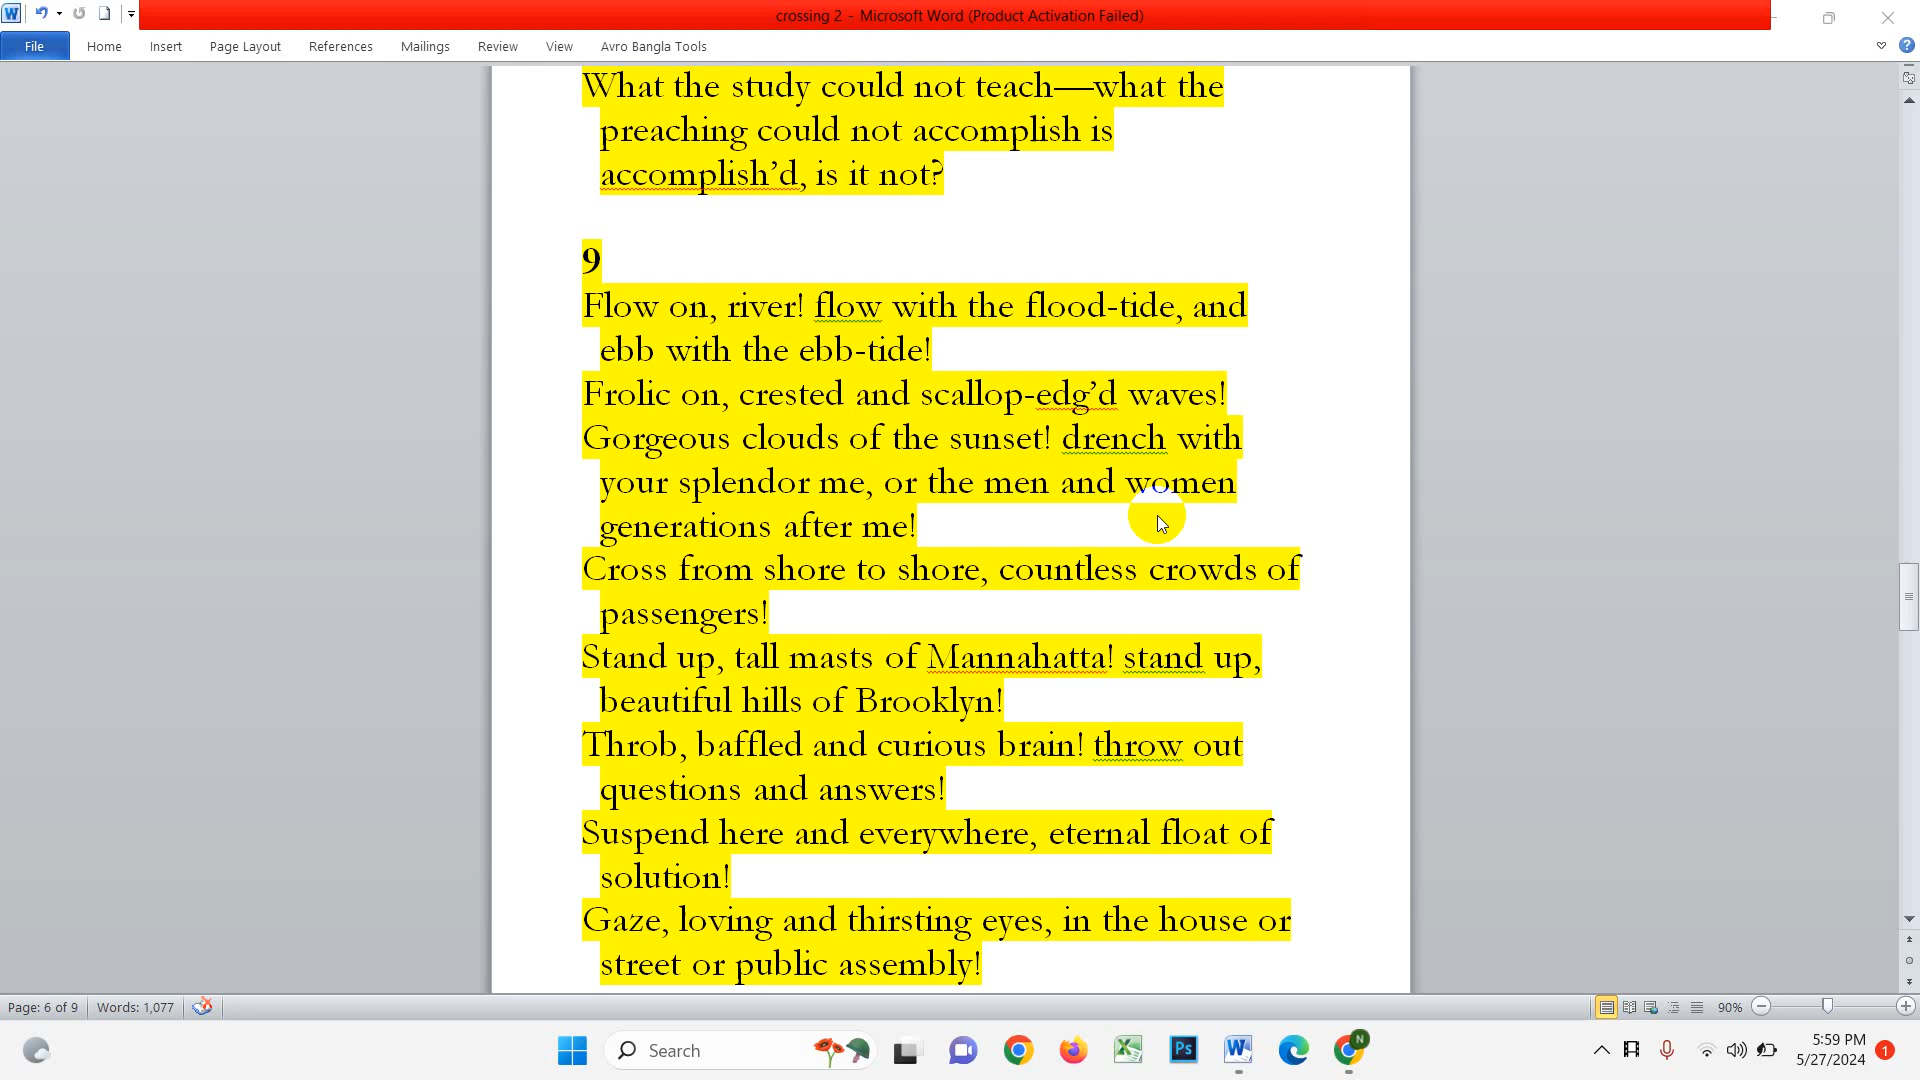 crossing 2 - Microsoft Word (Product Activation Failed)
File Home Insert Page Layout References Mailings Review View Avro Bangla Tools
What the study could not teach—what the
preaching could not accomplish is
accomplish’d, is it not?
9
Flow on, river! flow with the flood-tide, and
ebb with the ebb-tide!
Frolic on, crested and scallop-edg’d waves!
Gorgeous clouds of the sunset! drench with
your splendor me, or the men and women
generations after me!
Cross from shore to shore, countless crowds of
passengers!
Stand up, tall masts of Mannahatta! stand up,
beautiful hills of Brooklyn!
Throb, baffled and curious brain! throw out
questions and answers!
Suspend here and everywhere, eternal float of
solution!
Gaze, loving and thirsting eyes, in the house or
street or public assembly!
Page: 6 of 9 Words: 1,077 90%
Search Ps N 5:59 PM
5/27/2024 1